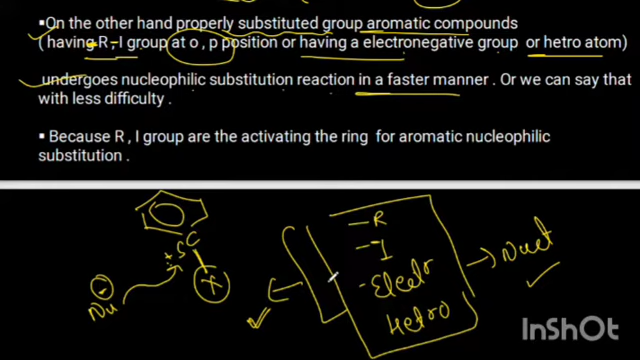 ▪ On the other hand properly substituted group aromatic compounds
( having -R -I group at o , p position or having a electronegative group or hetro atom)
undergoes nucleophilic substitution reaction in a faster manner . Or we can say that
with less difficulty .
▪ Because R , I group are the activating the ring for aromatic nucleophilic
substitution .
-R
-I
-Electr
Hetro
δ+
C
X
Nu
InShOt